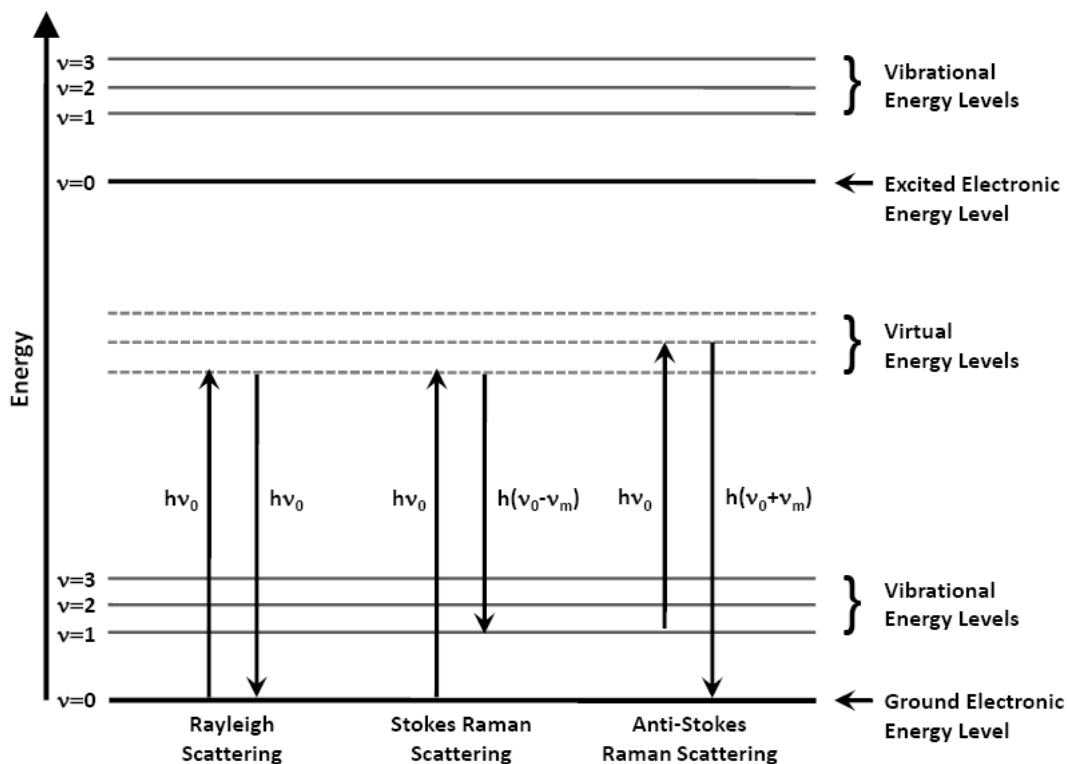 ν=3
ν=2
ν=1
ν=0
Vibrational
Energy Levels
Excited Electronic
Energy Level
Energy
Virtual
Energy Levels
hν₀
hν₀
hν₀
h(ν₀-νₘ)
hν₀
h(ν₀+νₘ)
ν=3
ν=2
ν=1
ν=0
Vibrational
Energy Levels
Ground Electronic
Energy Level
Rayleigh
Scattering
Stokes Raman
Scattering
Anti-Stokes
Raman Scattering